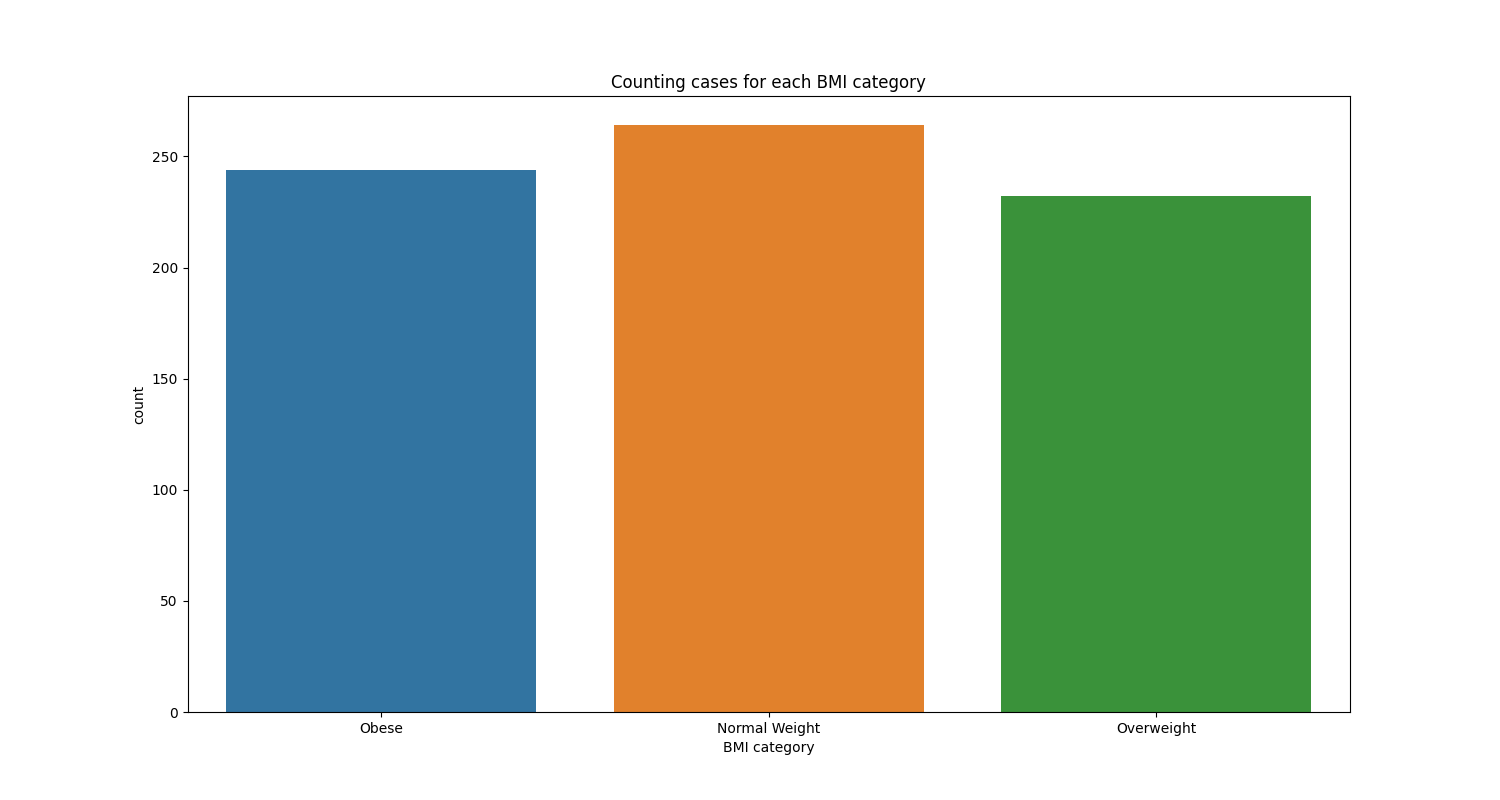 Counting cases for each BMI category
250
200
150
100
50
0
count
Obese
Normal Weight
Overweight
BMI category